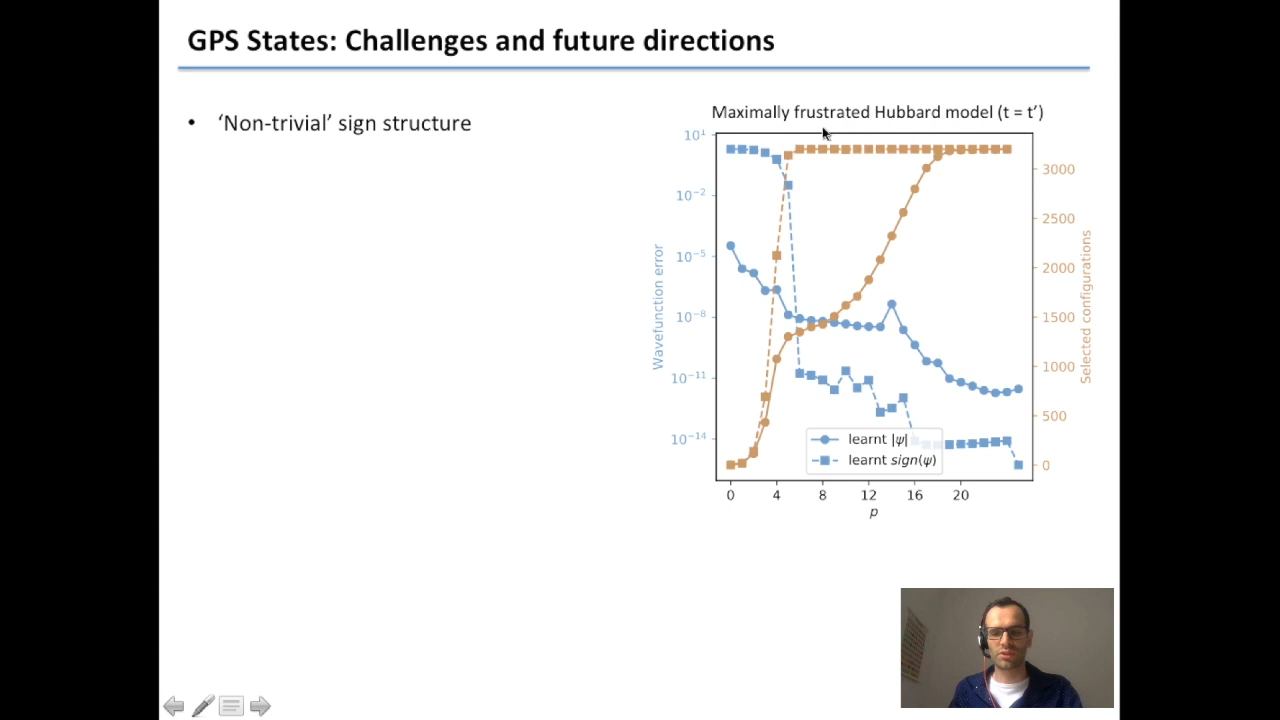 GPS States: Challenges and future directions
• ‘Non-trivial’ sign structure
Maximally frustrated Hubbard model (t = t’)
10¹
10⁻²
10⁻⁵
10⁻⁸
10⁻¹¹
10⁻¹⁴
Wavefunction error
3000
2500
2000
1500
1000
500
0
Selected configurations
learnt |ψ|
learnt sign(ψ)
0 4 8 12 16 20
p